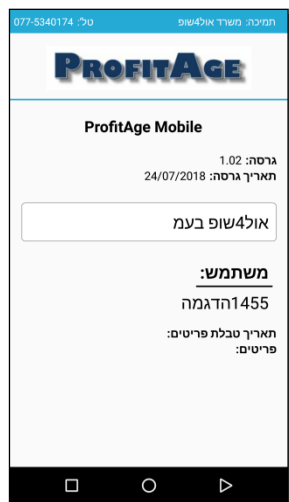 תמיכה: משרד אול4שופ טל': 077-5340174
PROFITAGE
ProfitAge Mobile
גרסה: 1.02
תאריך גרסה: 24/07/2018
אול4שופ בעמ
משתמש:
1455הדגמה
תאריך טבלת פריטים:
פריטים: